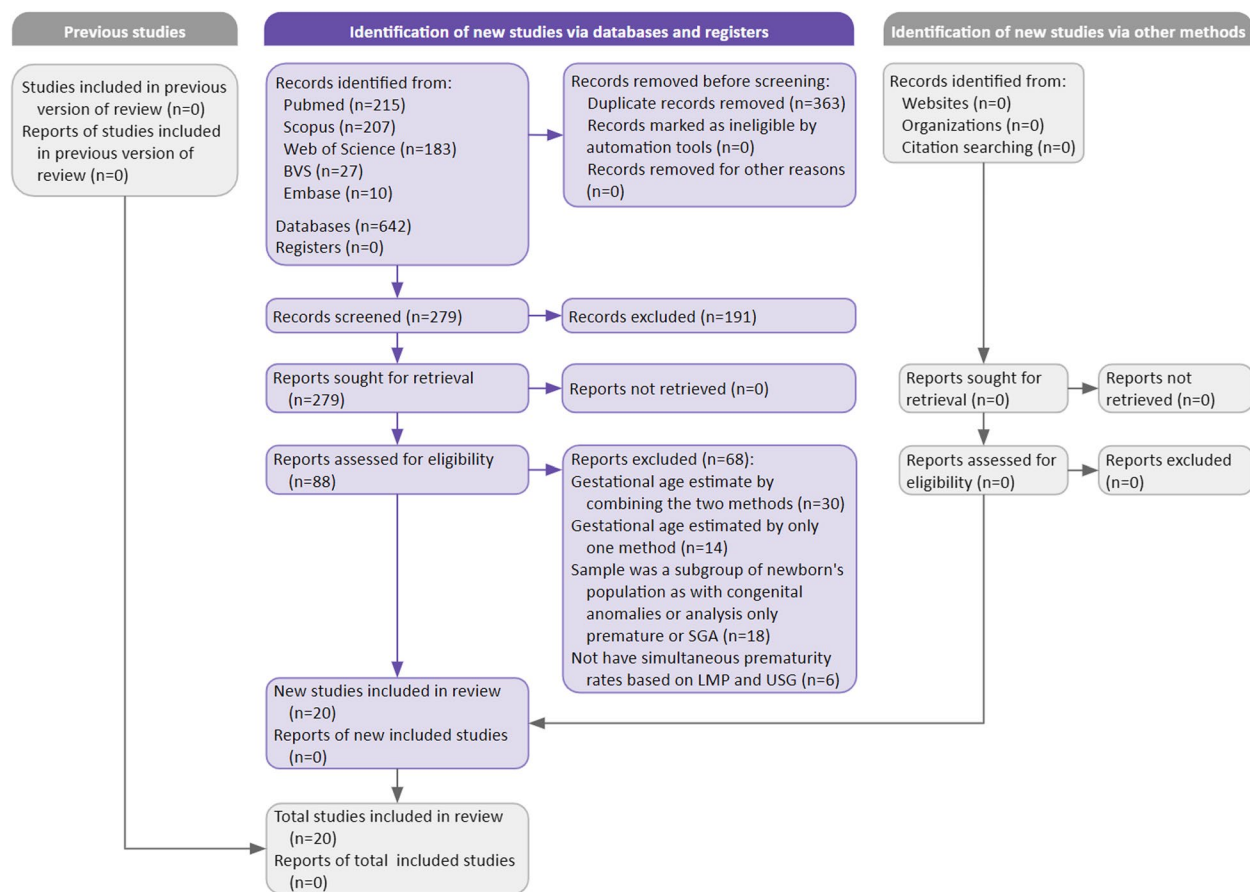 Previous studies
Identification of new studies via databases and registers
Identification of new studies via other methods
Studies included in previous
version of review (n=0)
Reports of studies included
in previous version of
review (n=0)
Records identified from:
Pubmed (n=215)
Scopus (n=207)
Web of Science (n=183)
BVS (n=27)
Embase (n=10)
Databases (n=642)
Registers (n=0)
Records removed before screening:
Duplicate records removed (n=363)
Records marked as ineligible by
automation tools (n=0)
Records removed for other reasons
(n=0)
Records identified from:
Websites (n=0)
Organizations (n=0)
Citation searching (n=0)
Records screened (n=279)
Records excluded (n=191)
Reports sought for retrieval
(n=279)
Reports not retrieved (n=0)
Reports sought for
retrieval (n=0)
Reports not
retrieved (n=0)
Reports assessed for eligibility
(n=88)
Reports excluded (n=68):
Gestational age estimate by
combining the two methods (n=30)
Gestational age estimated by only
one method (n=14)
Sample was a subgroup of newborn's
population as with congenital
anomalies or analysis only
premature or SGA (n=18)
Not have simultaneous prematurity
rates based on LMP and USG (n=6)
Reports assessed for
eligibility (n=0)
Reports excluded
(n=0)
New studies included in review
(n=20)
Reports of new included studies
(n=0)
Total studies included in review
(n=20)
Reports of total included studies
(n=0)